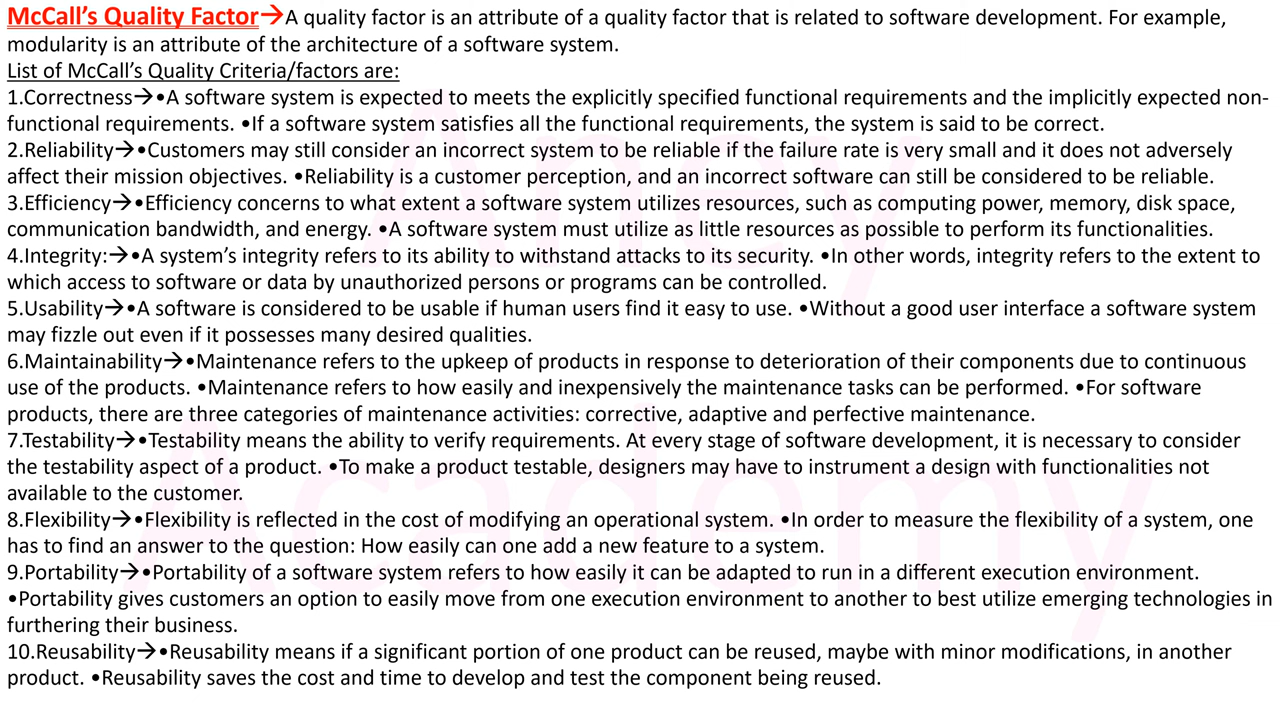 McCall's Quality Factor→A quality factor is an attribute of a quality factor that is related to software development. For example,
modularity is an attribute of the architecture of a software system.
List of McCall's Quality Criteria/factors are:
1.Correctness→•A software system is expected to meets the explicitly specified functional requirements and the implicitly expected non-
functional requirements. •If a software system satisfies all the functional requirements, the system is said to be correct.
2.Reliability→•Customers may still consider an incorrect system to be reliable if the failure rate is very small and it does not adversely
affect their mission objectives. •Reliability is a customer perception, and an incorrect software can still be considered to be reliable.
3.Efficiency→•Efficiency concerns to what extent a software system utilizes resources, such as computing power, memory, disk space,
communication bandwidth, and energy. •A software system must utilize as little resources as possible to perform its functionalities.
4.Integrity:→•A system's integrity refers to its ability to withstand attacks to its security. •In other words, integrity refers to the extent to
which access to software or data by unauthorized persons or programs can be controlled.
5.Usability→•A software is considered to be usable if human users find it easy to use. •Without a good user interface a software system
may fizzle out even if it possesses many desired qualities.
6.Maintainability→•Maintenance refers to the upkeep of products in response to deterioration of their components due to continuous
use of the products. •Maintenance refers to how easily and inexpensively the maintenance tasks can be performed. •For software
products, there are three categories of maintenance activities: corrective, adaptive and perfective maintenance.
7.Testability→•Testability means the ability to verify requirements. At every stage of software development, it is necessary to consider
the testability aspect of a product. •To make a product testable, designers may have to instrument a design with functionalities not
available to the customer.
8.Flexibility→•Flexibility is reflected in the cost of modifying an operational system. •In order to measure the flexibility of a system, one
has to find an answer to the question: How easily can one add a new feature to a system.
9.Portability→•Portability of a software system refers to how easily it can be adapted to run in a different execution environment.
•Portability gives customers an option to easily move from one execution environment to another to best utilize emerging technologies in
furthering their business.
10.Reusability→•Reusability means if a significant portion of one product can be reused, maybe with minor modifications, in another
product. •Reusability saves the cost and time to develop and test the component being reused.
Academy